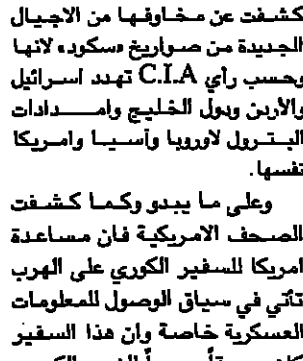 كشفت عن مخاوفها من الاجيال
الجديدة من صواريخ «سكود» لانها
وحسب رأي C.I.A تهدد اسرائيل
والأردن ودول الخليج وامدادات
البترول لاوروبا وآسيا وامريكا
نفسها.
وعلى ما يبدو وكما كشفت
الصحف الامريكية فان مساعدة
امريكا للسفير الكوري على الهرب
تأتي في سياق الوصول للمعلومات
العسكرية خاصة وان هذا السفير